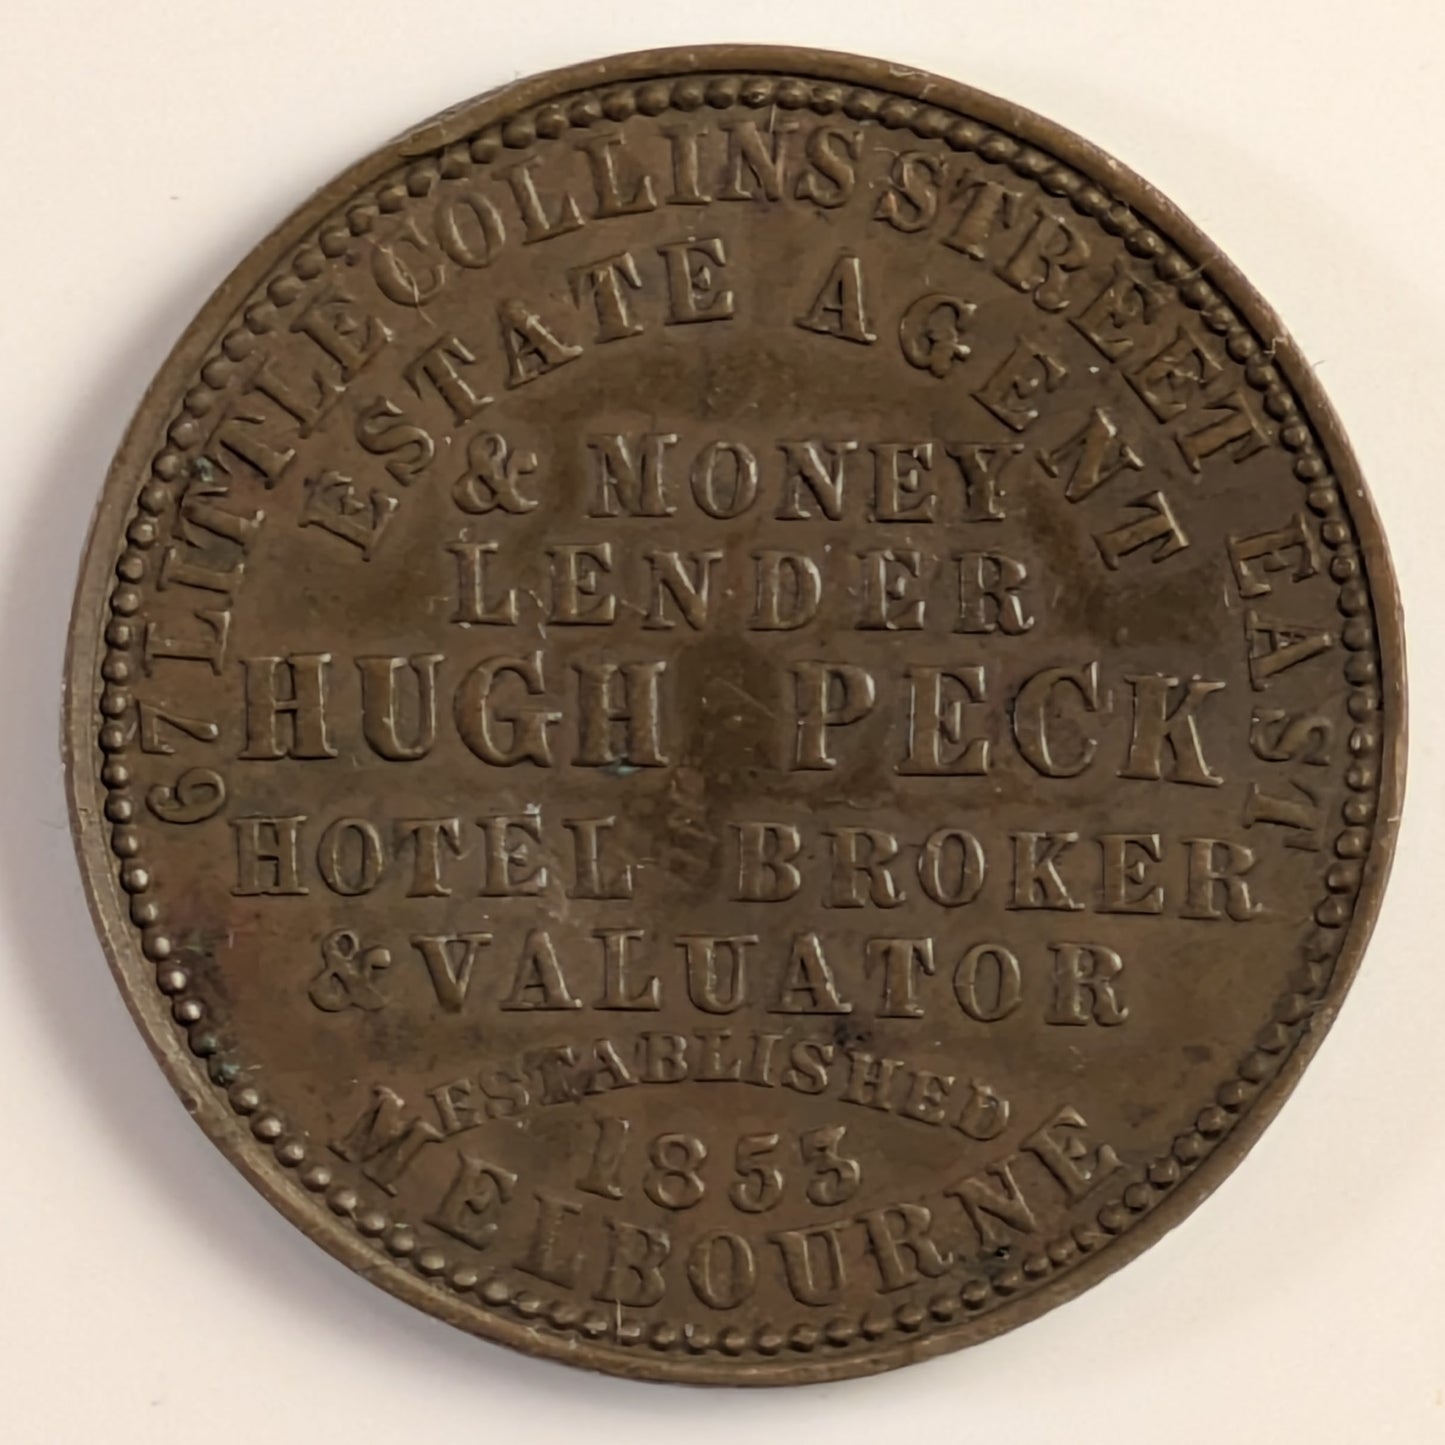 67 LITTLE COLLINS STREET EAST
ESTATE AGENT
& MONEY
LENDER
HUGH PECK
HOTEL BROKER
& VALUATOR
ESTABLISHED
1853
MELBOURNE